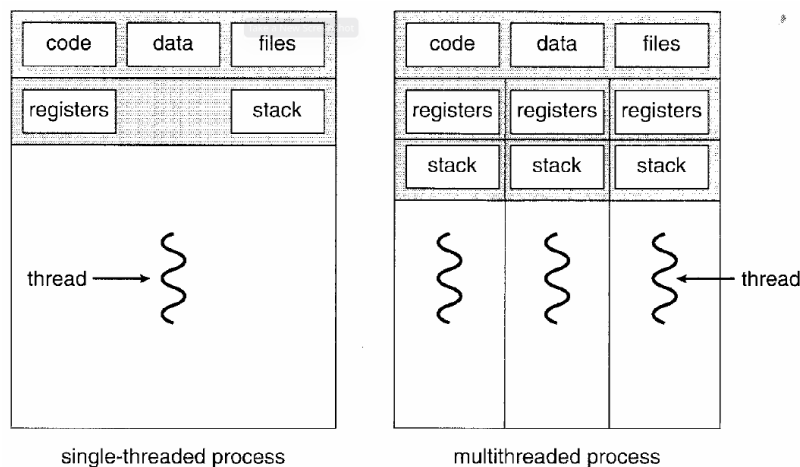 code data files
registers stack
thread
single-threaded process
code data files
registers registers registers
stack stack stack
thread
multithreaded process